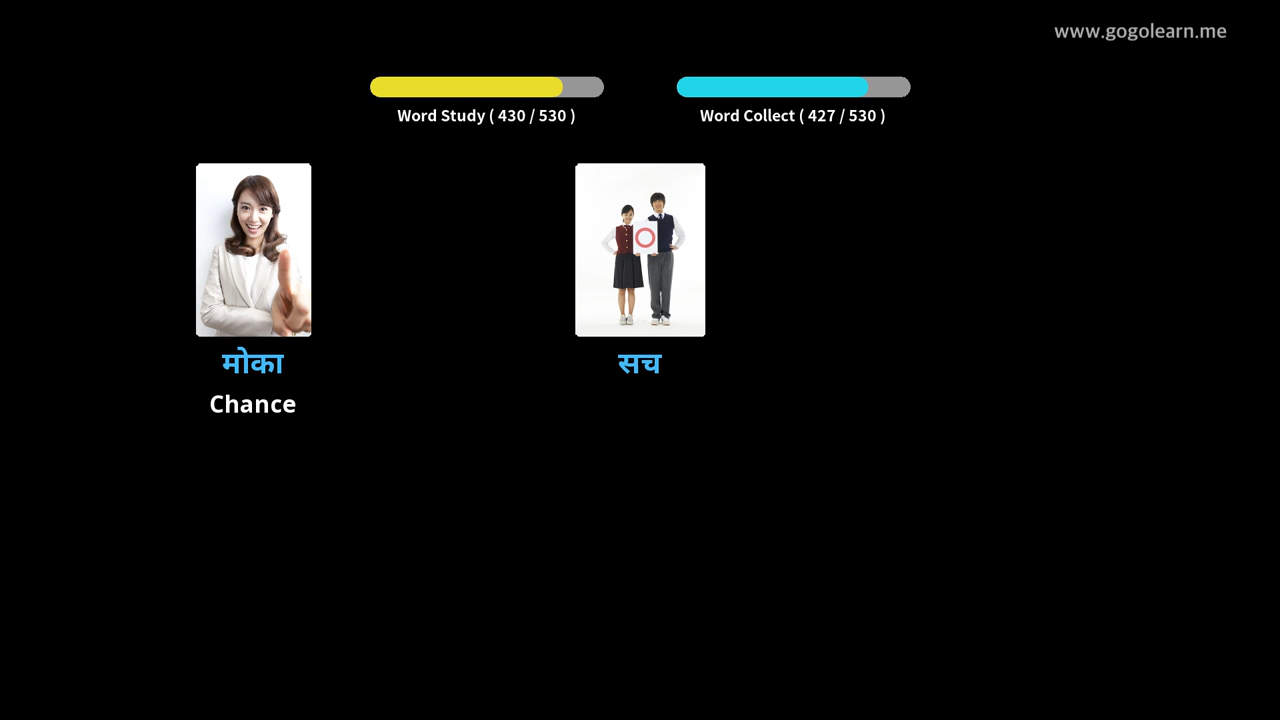 www.gogolearn.me
Word Study ( 430 / 530 )
Word Collect ( 427 / 530 )
मोका
सच
Chance